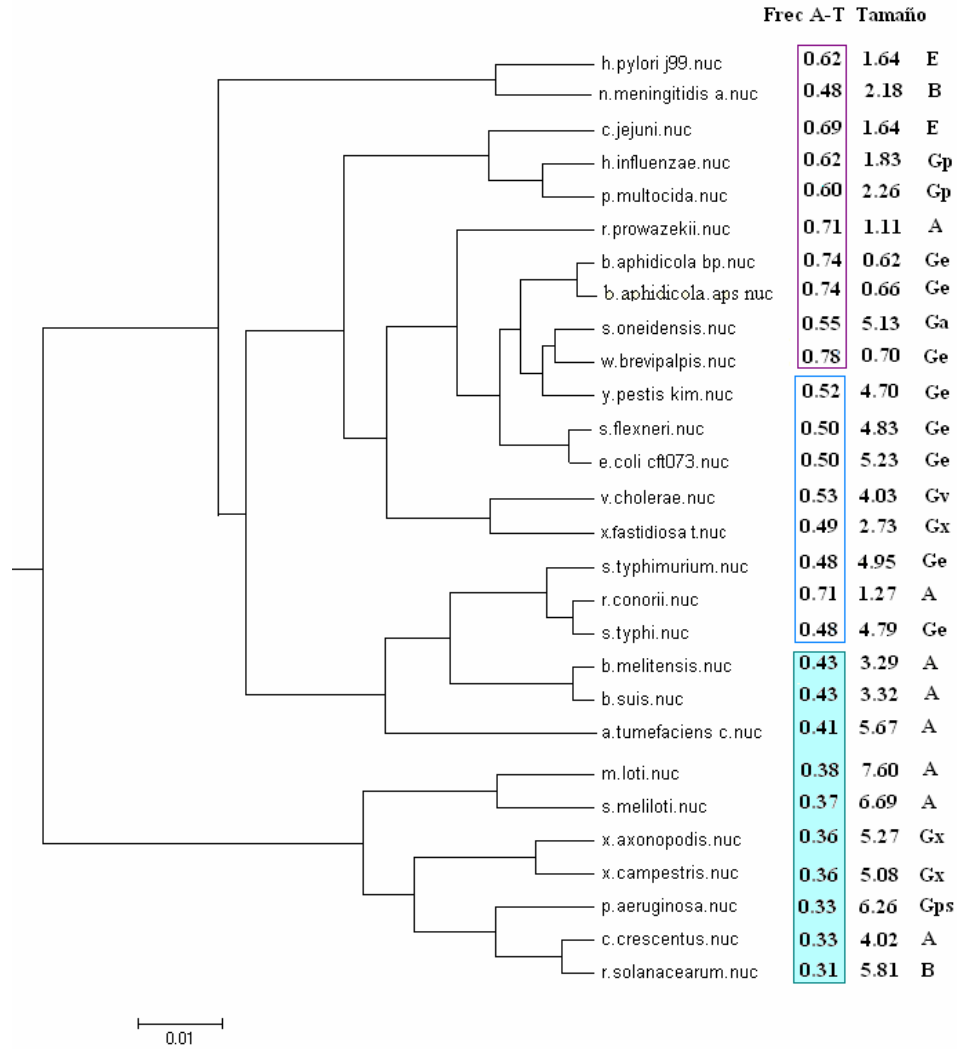 Frec A-T Tamaño
h.pylori j99.nuc 0.62 1.64 E
n.meningitidis a.nuc 0.48 2.18 B
c.jejuni.nuc 0.69 1.64 E
h.influenzae.nuc 0.62 1.83 Gp
p.multocida.nuc 0.60 2.26 Gp
r.prowazekii.nuc 0.71 1.11 A
b.aphidicola bp.nuc 0.74 0.62 Ge
b.aphidicola.aps nuc 0.74 0.66 Ge
s.oneidensis.nuc 0.55 5.13 Ga
w.brevipalpis.nuc 0.78 0.70 Ge
y.pestis kim.nuc 0.52 4.70 Ge
s.flexneri.nuc 0.50 4.83 Ge
e.coli cft073.nuc 0.50 5.23 Ge
v.cholerae.nuc 0.53 4.03 Gv
x.fastidiosa t.nuc 0.49 2.73 Gx
s.typhimurium.nuc 0.48 4.95 Ge
r.conorii.nuc 0.71 1.27 A
s.typhi.nuc 0.48 4.79 Ge
b.melitensis.nuc 0.43 3.29 A
b.suis.nuc 0.43 3.32 A
a.tumefaciens c.nuc 0.41 5.67 A
m.loti.nuc 0.38 7.60 A
s.meliloti.nuc 0.37 6.69 A
x.axonopodis.nuc 0.36 5.27 Gx
x.campestris.nuc 0.36 5.08 Gx
p.aeruginosa.nuc 0.33 6.26 Gps
c.crescentus.nuc 0.33 4.02 A
r.solanacearum.nuc 0.31 5.81 B
0.01